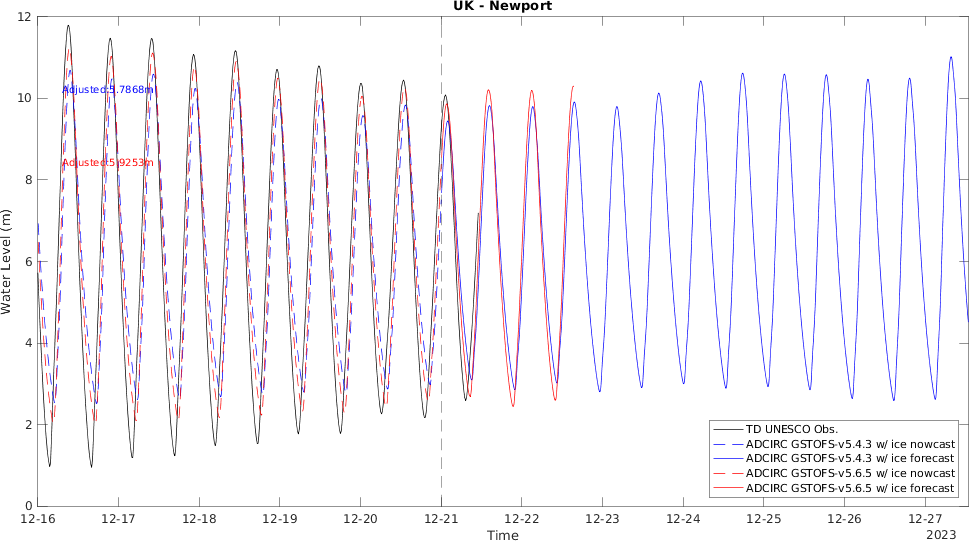 UK - Newport
12
10
8
6
4
2
0
Water Level (m)
Adjusted:5.7868m
Adjusted:5.9253m
TD UNESCO Obs.
ADCIRC GSTOFS-v5.4.3 w/ ice nowcast
ADCIRC GSTOFS-v5.4.3 w/ ice forecast
ADCIRC GSTOFS-v5.6.5 w/ ice nowcast
ADCIRC GSTOFS-v5.6.5 w/ ice forecast
12-16 12-17 12-18 12-19 12-20 12-21 12-22 12-23 12-24 12-25 12-26 12-27
Time
2023